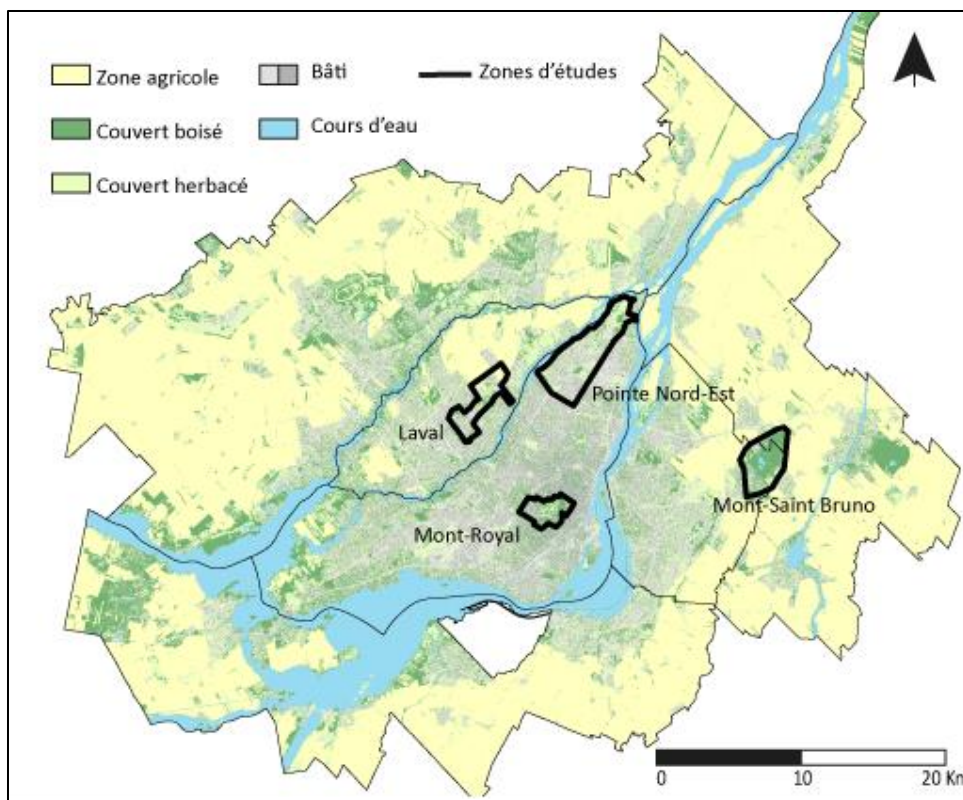 Zone agricole
Bâti
Zones d'études
Couvert boisé
Cours d'eau
Couvert herbacé
Pointe Nord-Est
Laval
Mont-Saint Bruno
Mont-Royal
0 10 20 Km